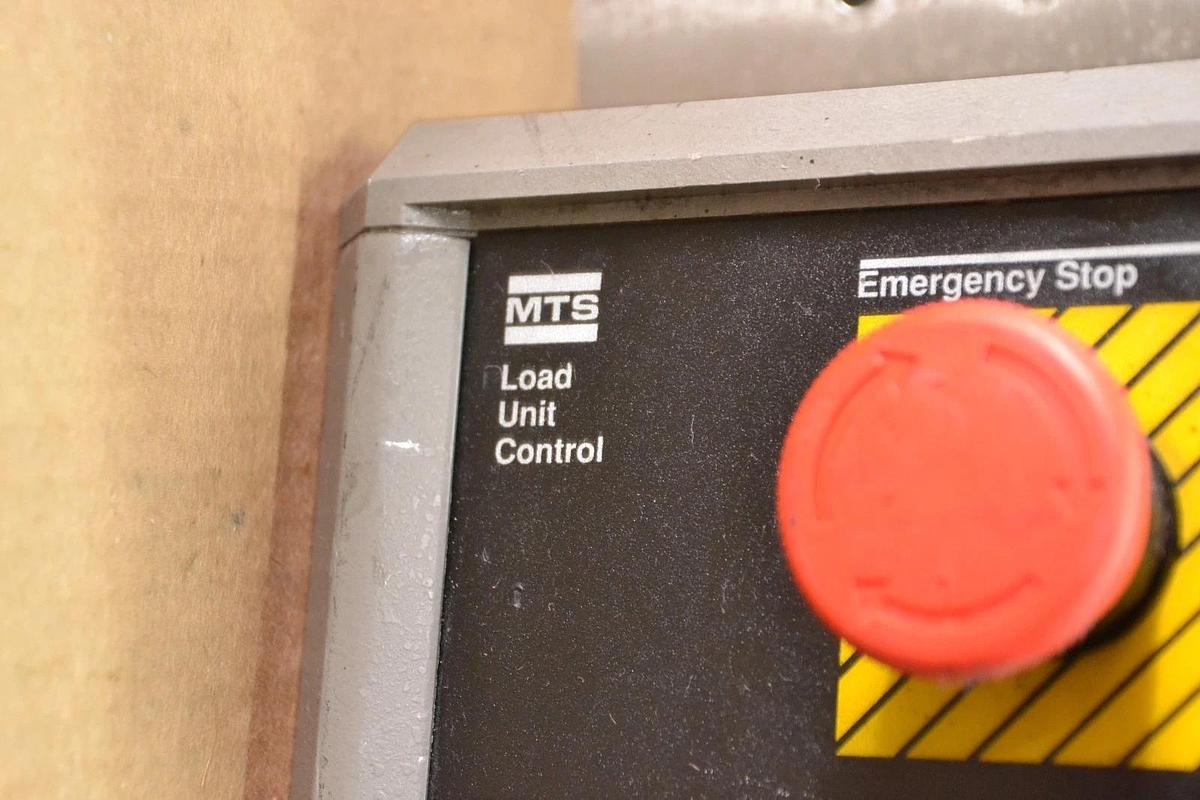 MTS
Load
Unit
Control
Emergency Stop